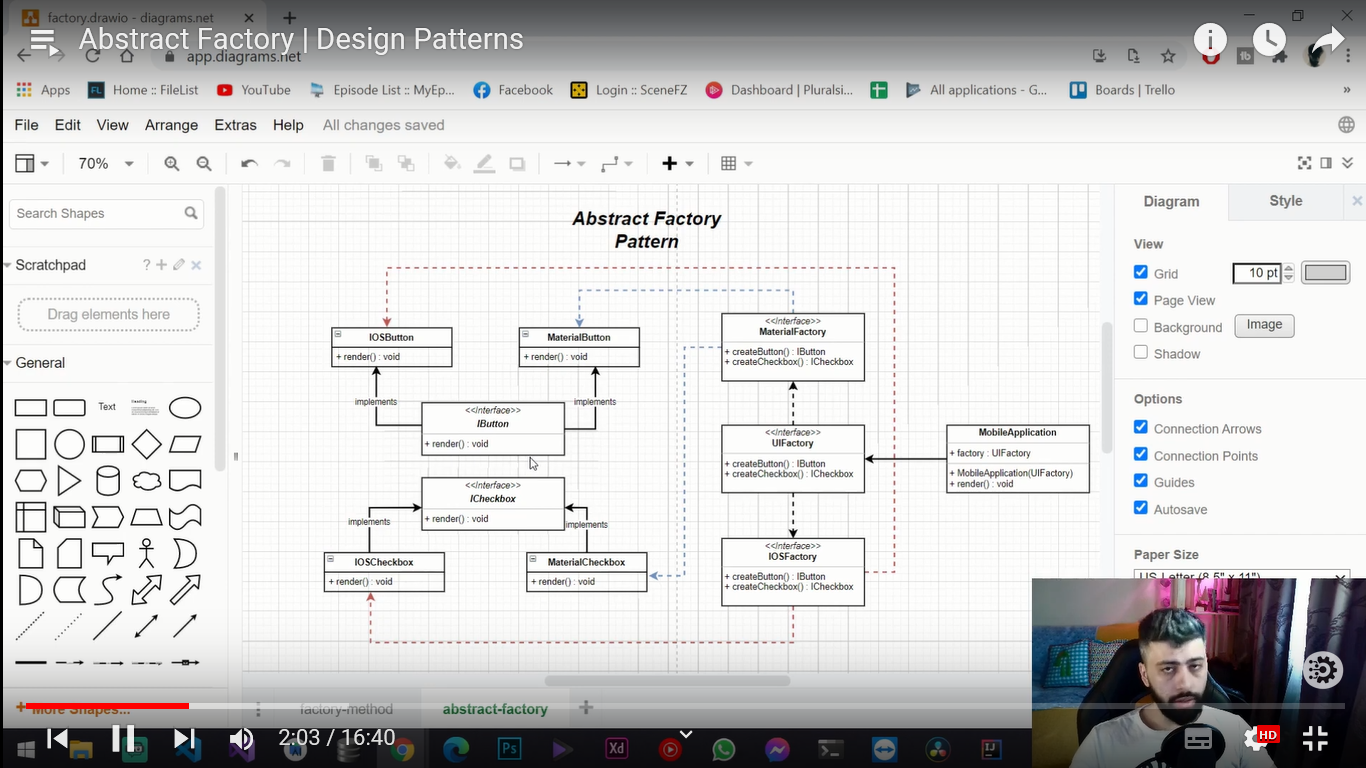 factory.drawio - diagrams.net
Abstract Factory | Design Patterns
app.diagrams.net
Apps
FL
Home :: FileList
YouTube
Episode List :: MyEp...
Facebook
Login :: SceneFZ
Dashboard | Pluralsi...
All applications - G...
Boards | Trello
»
File Edit View Arrange Extras Help All changes saved
70%
Search Shapes
Scratchpad
Drag elements here
General
Text
More Shapes...
Abstract Factory
Pattern
IOSButton
+ render() : void
MaterialButton
+ render() : void
implements
implements
<<Interface>>
IButton
+ render() : void
<<Interface>>
ICheckbox
+ render() : void
implements
implements
IOSCheckbox
+ render() : void
MaterialCheckbox
+ render() : void
<<Interface>>
MaterialFactory
+ createButton() : IButton
+ createCheckbox() : ICheckbox
<<Interface>>
UIFactory
+ createButton() : IButton
+ createCheckbox() : ICheckbox
<<Interface>>
IOSFactory
+ createButton() : IButton
+ createCheckbox() : ICheckbox
MobileApplication
+ factory : UIFactory
+ MobileApplication(UIFactory)
+ render() : void
Diagram
Style
View
Grid
10 pt
Page View
Background
Image
Shadow
Options
Connection Arrows
Connection Points
Guides
Autosave
Paper Size
US-Letter (8,5" x 11")
factory-method
abstract-factory
2:03 / 16:40
Ps
Xd
HD